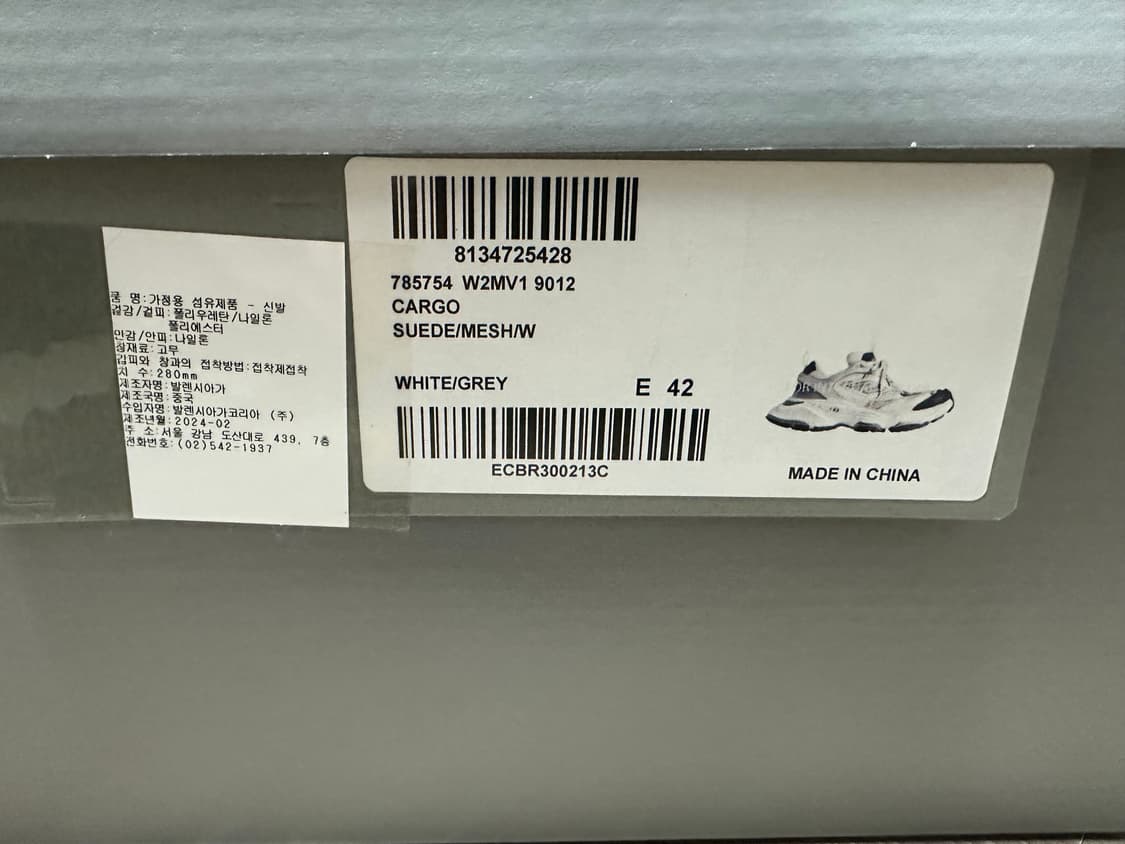 품 명:가정용 섬유제품 - 신발
겉감/겉피:폴리우레탄/나일론
폴리에스터
안감/안피:나일론
창재료:고무
갑피와 창과의 접착방법:접착제접착
치 수:280mm
제조자명:발렌시아가
제조국명:중국
수입자명:발렌시아가코리아 (주)
제조년월:2024-02
주 소:서울 강남 도산대로 439, 7층
전화번호:(02)542-1937
8134725428
785754 W2MV1 9012
CARGO
SUEDE/MESH/W
WHITE/GREY
E 42
ECBR300213C
MADE IN CHINA